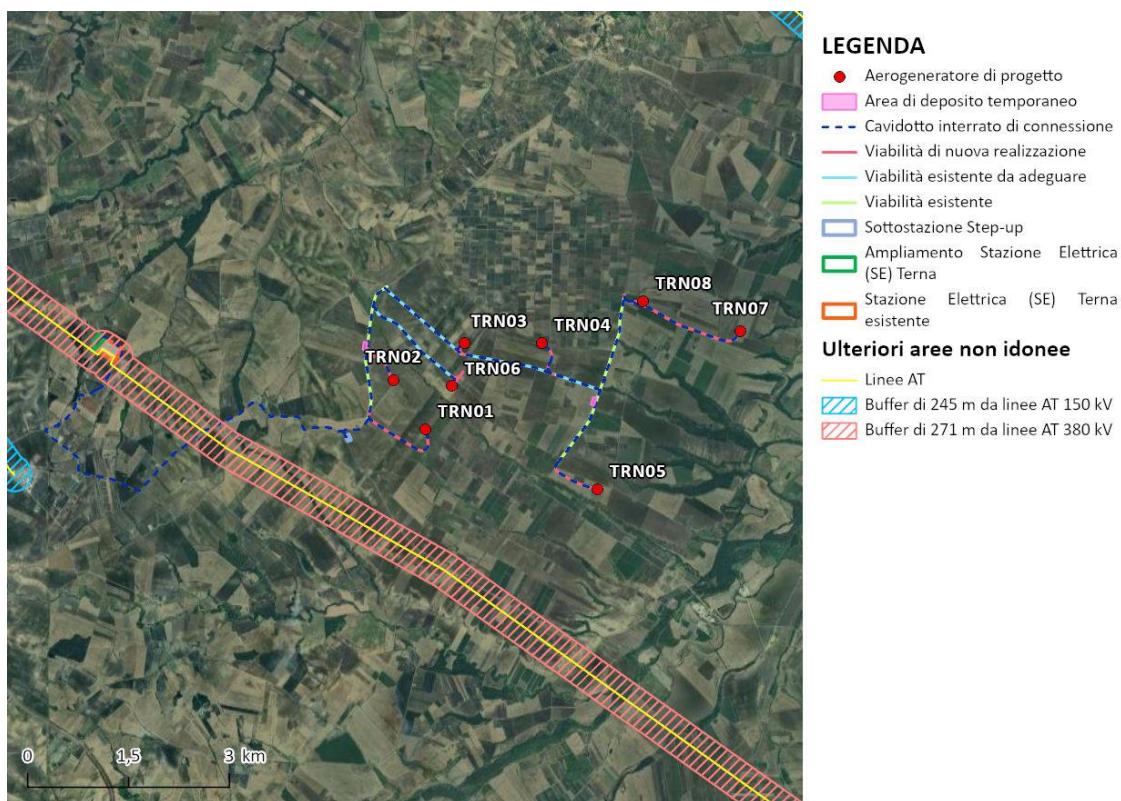 LEGENDA
Aerogeneratore di progetto
Area di deposito temporaneo
Cavidotto interrato di connessione
Viabilità di nuova realizzazione
Viabilità esistente da adeguare
Viabilità esistente
Sottostazione Step-up
Ampliamento Stazione Elettrica
(SE) Terna
Stazione Elettrica (SE) Terna
esistente
Ulteriori aree non idonee
Linee AT
Buffer di 245 m da linee AT 150 kV
Buffer di 271 m da linee AT 380 kV
TRN08
TRN07
TRN03
TRN04
TRN02
TRN06
TRN01
TRN05
0 1,5 3 km